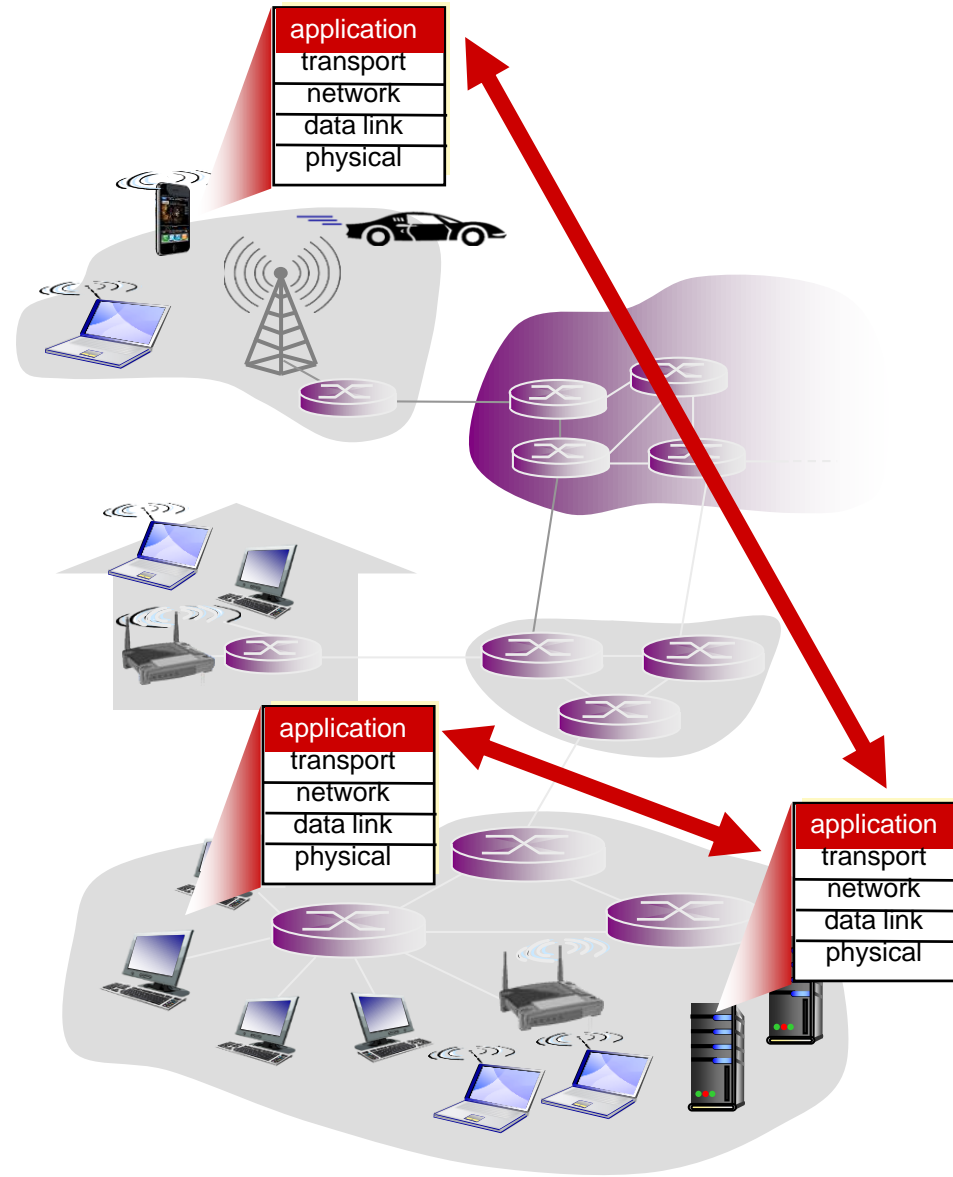 application
transport
network
data link
physical
application
transport
network
data link
physical
application
transport
network
data link
physical